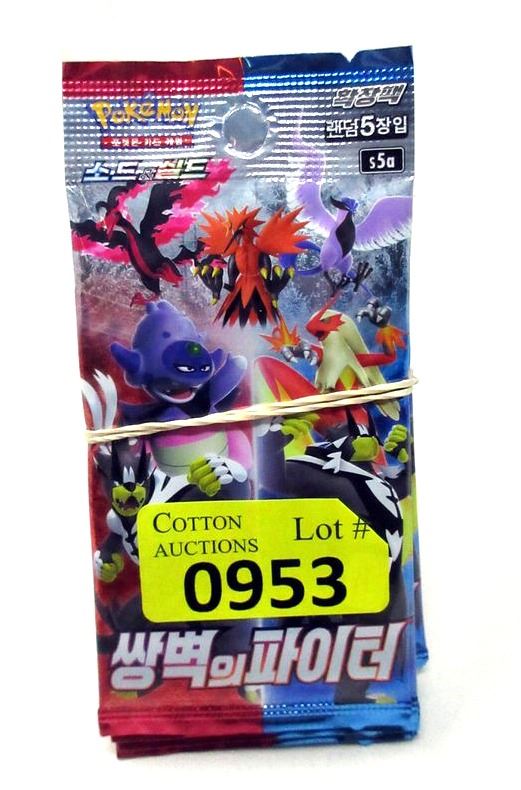 Pokémon
포켓몬 카드 게임
소드&실드
확장팩
랜덤5장입
s5a
COTTON
AUCTIONS
Lot #
0953
쌍벽의파이터